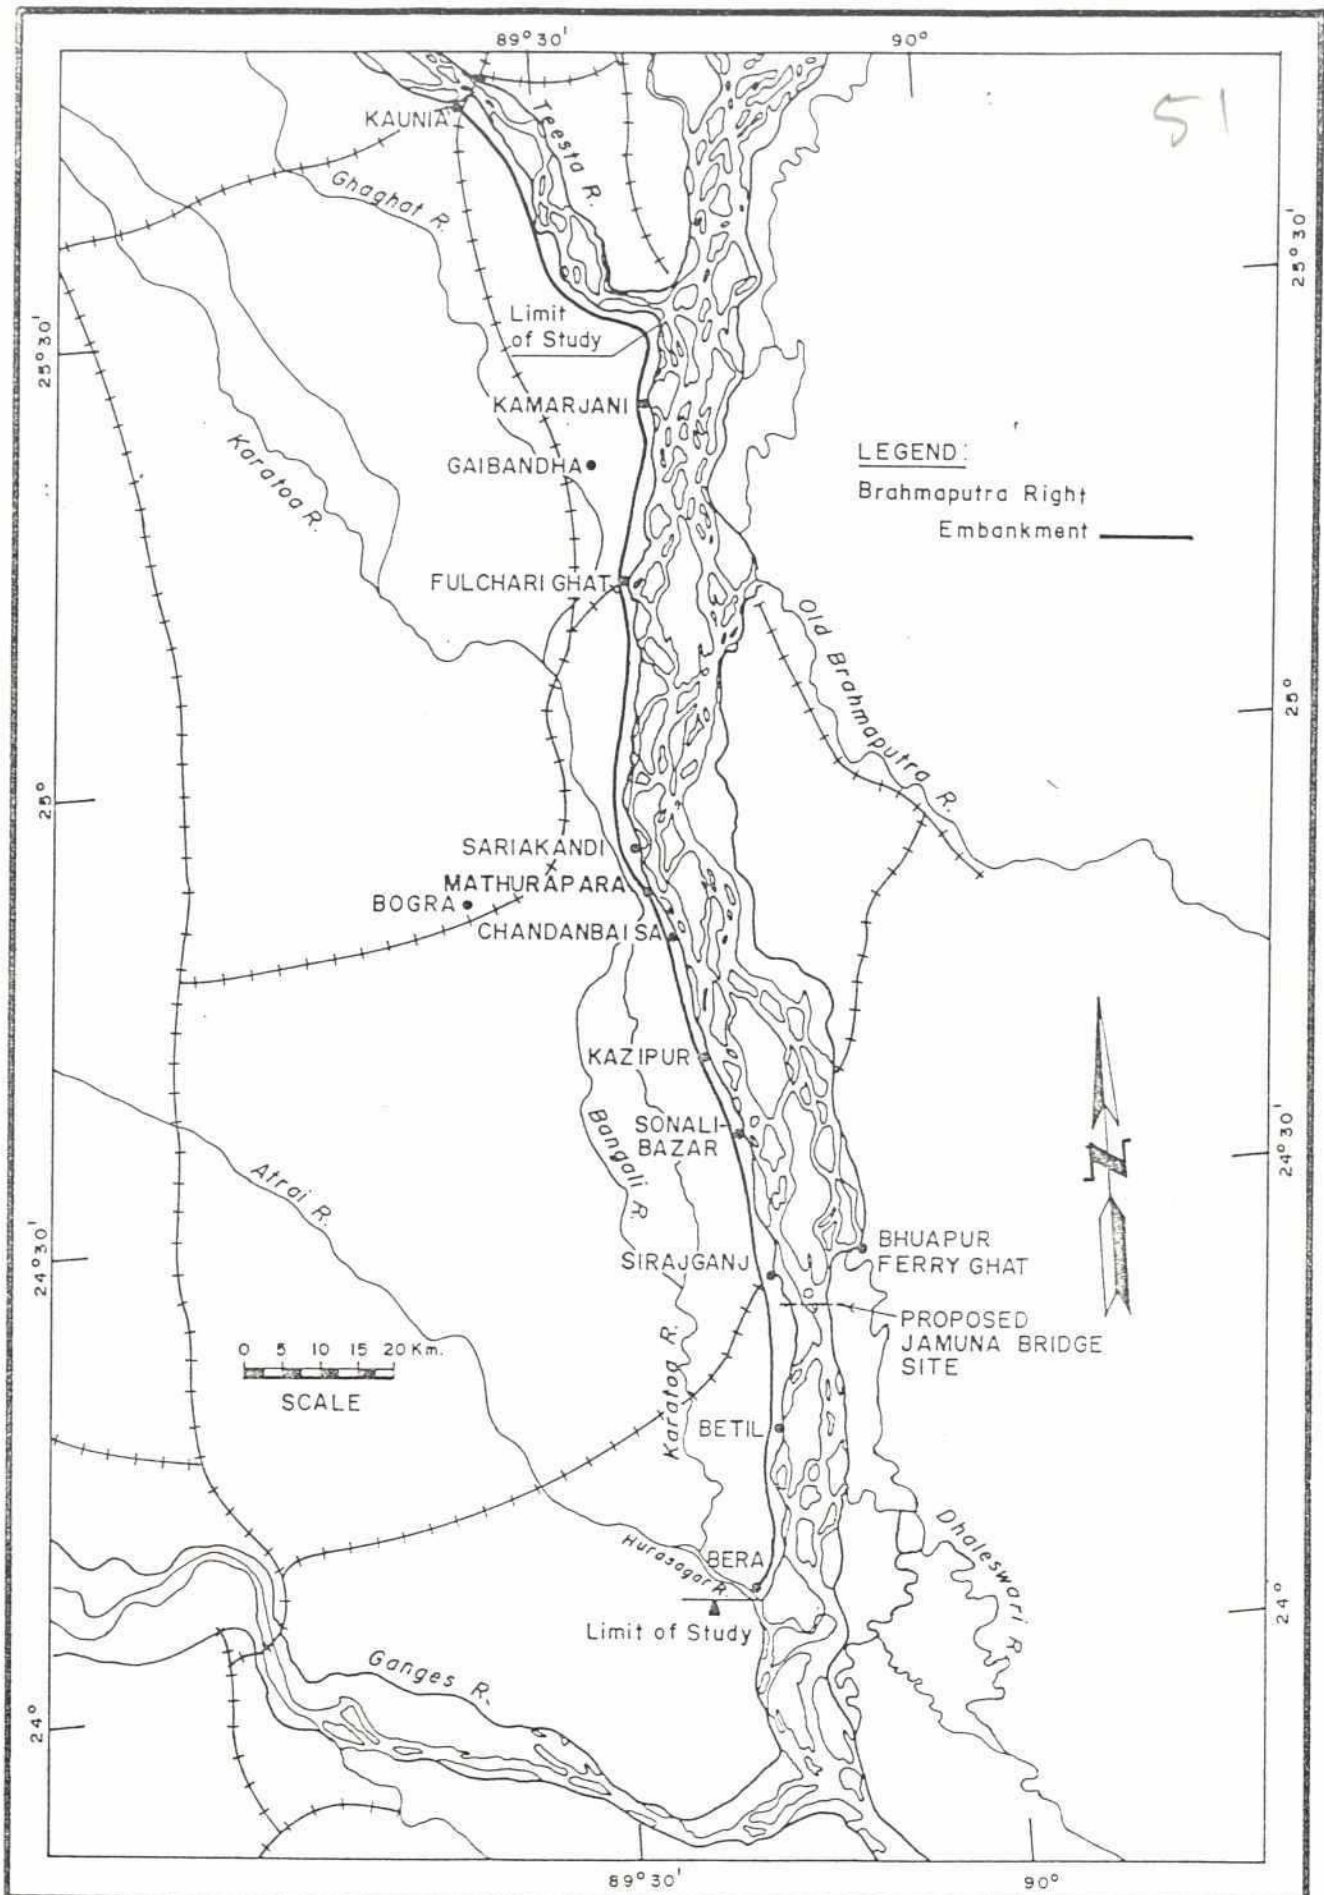 89°30'
90°
51
KAUNIA
Teesta R.
Ghaghat R.
25°30'
25°30'
Limit
of Study
KAMARJANI
GAIBANDHA
Karatoa R.
LEGEND:
Brahmaputra Right
Embankment
FULCHARI GHAT
Old Brahmaputra R.
25°
25°
SARIAKANDI
MATHURAPARA
BOGRA
CHANDANBAISA
KAZIPUR
SONALI-
BAZAR
Bangali R.
24°30'
Atrai R.
24°30'
SIRAJGANJ
BHUAPUR
FERRY GHAT
PROPOSED
JAMUNA BRIDGE
SITE
0 5 10 15 20 Km.
SCALE
Karatoa R.
BETIL
BERA
Hurasagar R.
Dhaleswari R.
24°
Limit of Study
Ganges R.
24°
89°30'
90°